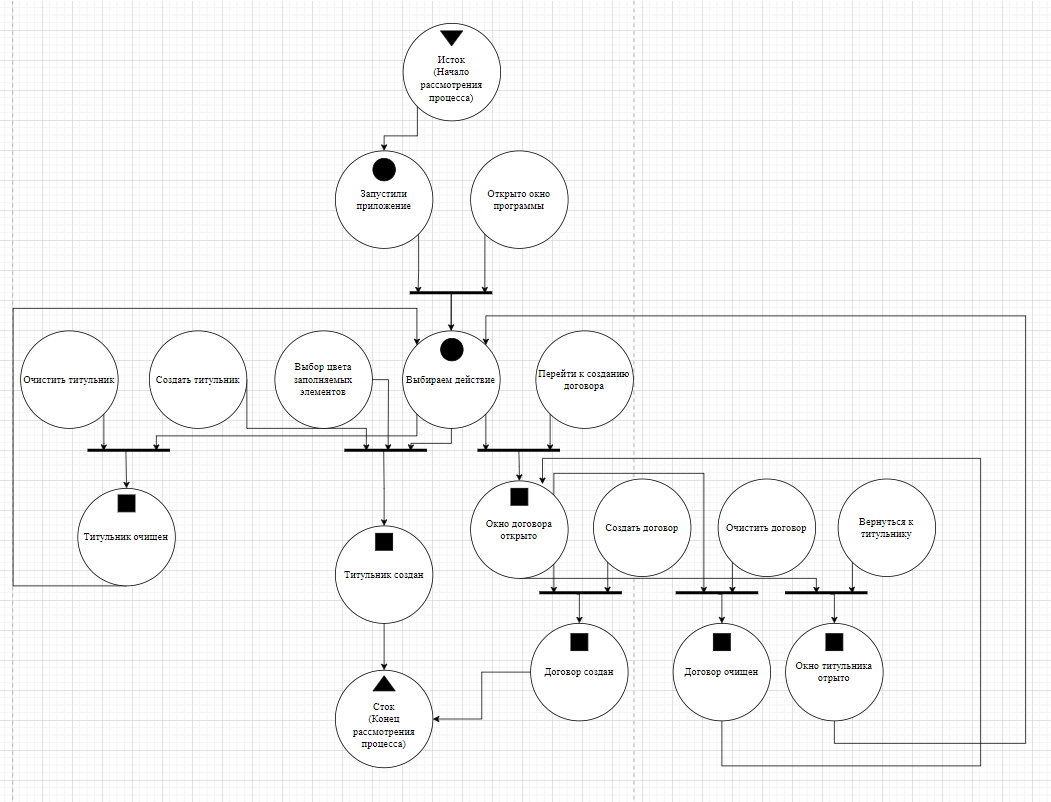 Исток
(Начало
рассмотрения
процесса)
Запустили
приложение
Открыто окно
программы
Очистить титульник
Создать титульник
Выбор цвета
заполняемых
элементов
Выбираем действие
Перейти к созданию
договора
Титульник очищен
Титульник создан
Окно договора
открыто
Создать договор
Очистить договор
Вернуться к
титульнику
Договор создан
Договор очишен
Окно титульника
отрыто
Сток
(Конец
рассмотрения
процесса)